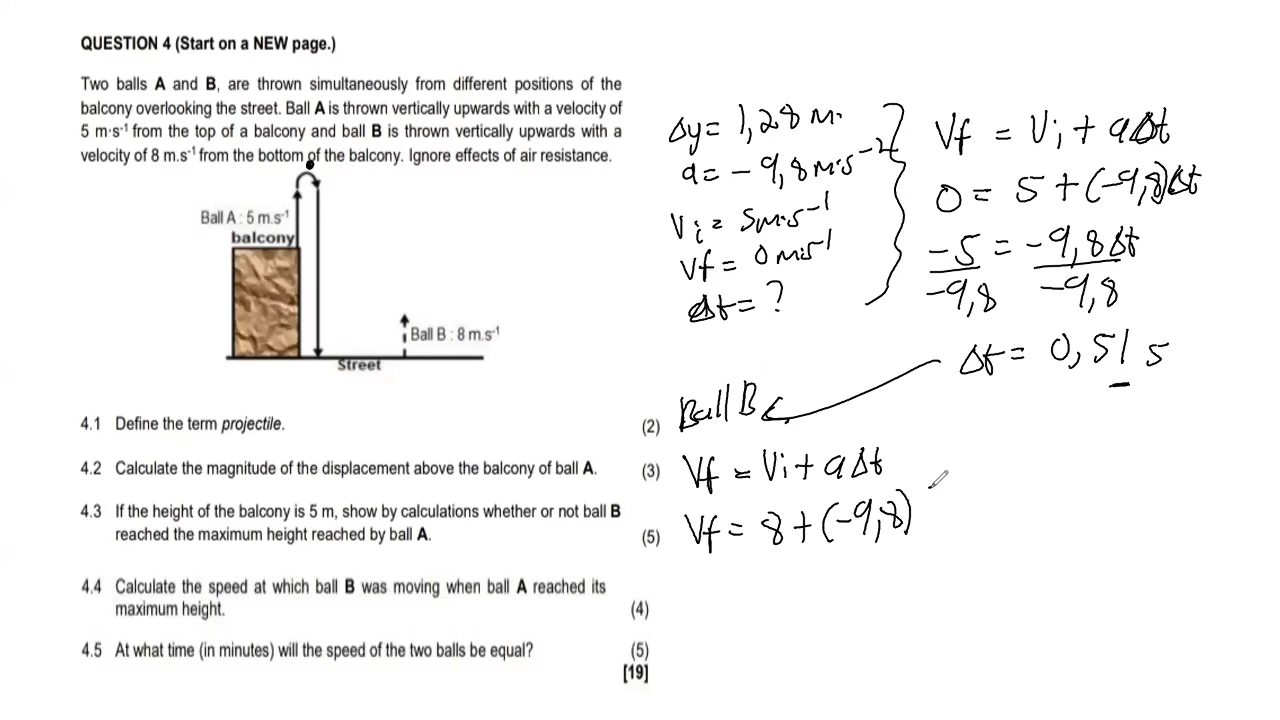 QUESTION 4 (Start on a NEW page.)
Two balls A and B, are thrown simultaneously from different positions of the
balcony overlooking the street. Ball A is thrown vertically upwards with a velocity of
5 m·s⁻¹ from the top of a balcony and ball B is thrown vertically upwards with a
velocity of 8 m.s⁻¹ from the bottom of the balcony. Ignore effects of air resistance.
Ball A : 5 m.s⁻¹
balcony
Ball B : 8 m.s⁻¹
Street
4.1 Define the term projectile. (2)
4.2 Calculate the magnitude of the displacement above the balcony of ball A. (3)
4.3 If the height of the balcony is 5 m, show by calculations whether or not ball B
reached the maximum height reached by ball A. (5)
4.4 Calculate the speed at which ball B was moving when ball A reached its
maximum height. (4)
4.5 At what time (in minutes) will the speed of the two balls be equal? (5)
[19]
Δy = 1,28 m.
a = -9,8 m·s⁻²
Vi = 5 m·s⁻¹
Vf = 0 m·s⁻¹
Δt = ?
Vf = Vi + aΔt
0 = 5 + (-9,8)Δt
-5 = -9,8Δt
-9,8 -9,8
Δt = 0,51 s
Ball B
Vf = Vi + aΔt
Vf = 8 + (-9,8)